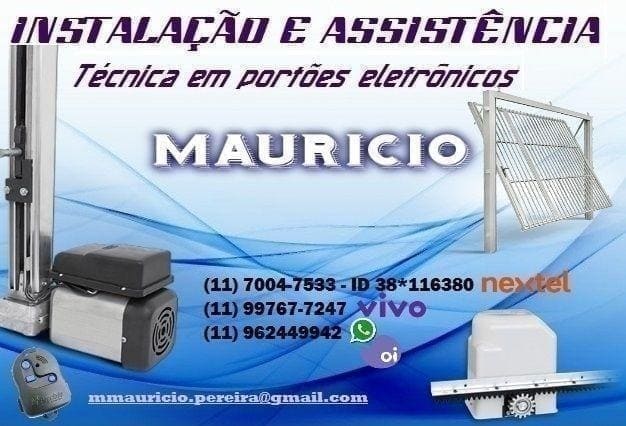 INSTALAÇÃO E ASSISTÊNCIA
Técnica em portões eletrônicos
MAURICIO
(11) 7004-7533 - ID 38*116380 nextel
(11) 99767-7247 vivo
(11) 962449942
oi
mmauricio.pereira@gmail.com